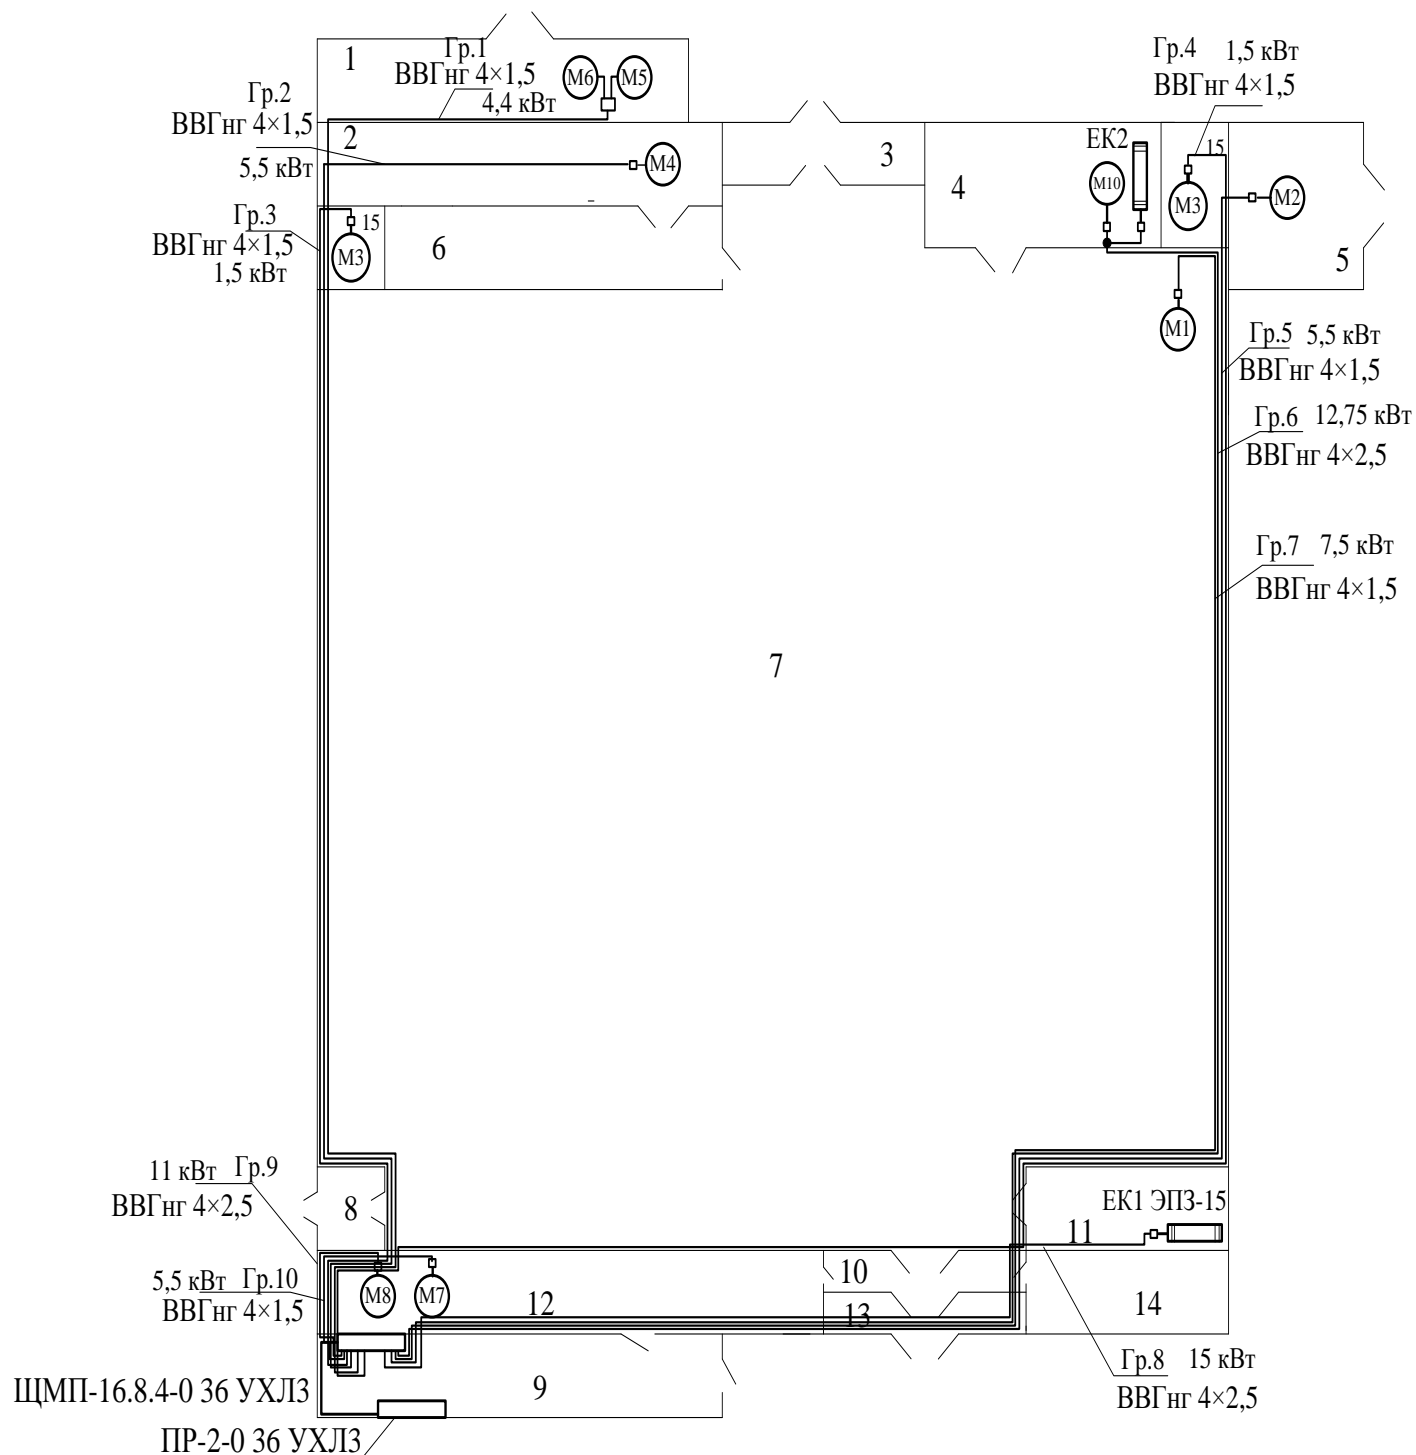 1
Гр.1
ВВГнг 4×1,5
4,4 кВт
М6
М5
Гр.4 1,5 кВт
ВВГнг 4×1,5
Гр.2
ВВГнг 4×1,5
5,5 кВт
2
М4
3
4
ЕК2
М10
15
М3
М2
5
Гр.3
ВВГнг 4×1,5
1,5 кВт
15
М3
6
М1
Гр.5 5,5 кВт
ВВГнг 4×1,5
Гр.6 12,75 кВт
ВВГнг 4×2,5
Гр.7 7,5 кВт
ВВГнг 4×1,5
7
11 кВт Гр.9
ВВГнг 4×2,5
8
ЕК1 ЭПЗ-15
11
5,5 кВт Гр.10
ВВГнг 4×1,5
М8
М7
12
10
13
14
Гр.8 15 кВт
ВВГнг 4×2,5
9
ЩМП-16.8.4-0 36 УХЛ3
ПР-2-0 36 УХЛ3